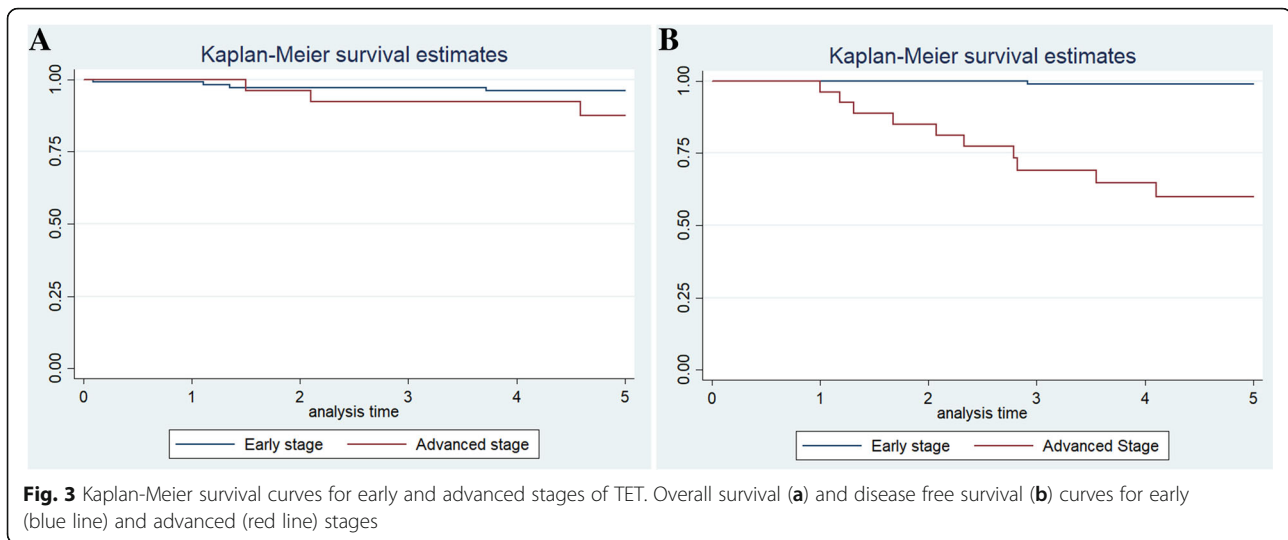 A
Kaplan-Meier survival estimates
1.00
0.75
0.50
0.25
0.00
0 1 2 3 4 5
analysis time
Early stage Advanced stage
B
Kaplan-Meier survival estimates
1.00
0.75
0.50
0.25
0.00
0 1 2 3 4 5
analysis time
Early stage Advanced Stage
Fig. 3 Kaplan-Meier survival curves for early and advanced stages of TET. Overall survival (a) and disease free survival (b) curves for early
(blue line) and advanced (red line) stages